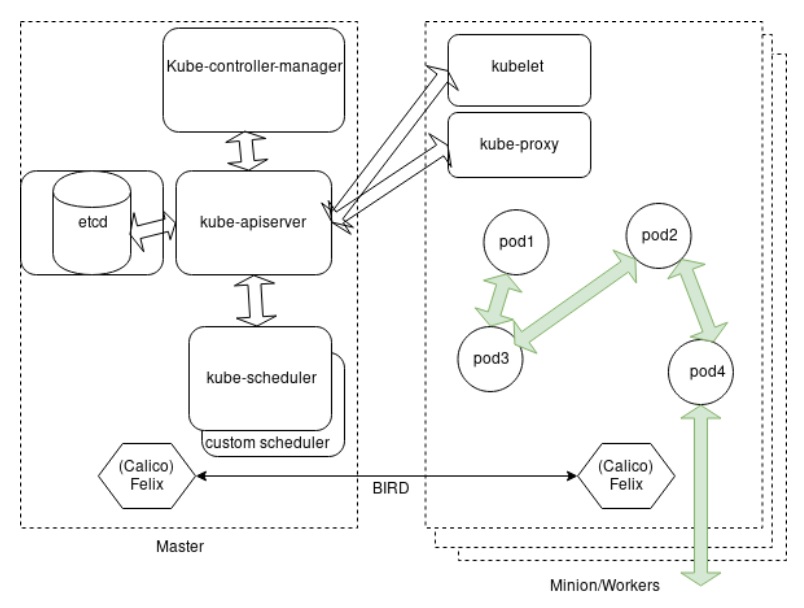 Kube-controller-manager
etcd
kube-apiserver
kube-scheduler
custom scheduler
(Calico)
Felix
Master
BIRD
kubelet
kube-proxy
pod1
pod2
pod3
pod4
(Calico)
Felix
Minion/Workers